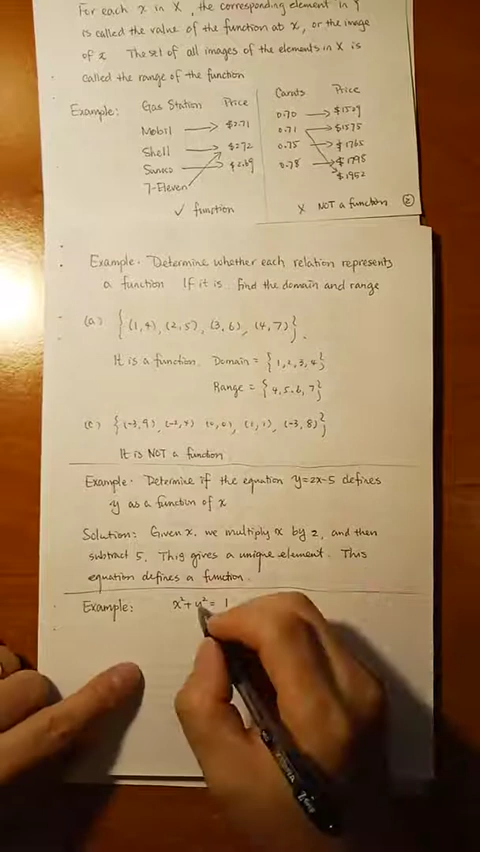 For each x in X, the corresponding element in Y
is called the value of the function at x, or the image
of x. The set of all images of the elements in X is
called the range of the function
Example: Gas Station Price
Mobil $2.71
Shell $2.72
Sunoco $2.69
7-Eleven
✓ function
Carats Price
0.70 $1529
0.71 $1575
0.75 $1765
0.78 $1798
$1952
X NOT a function
2
Example. Determine whether each relation represents
a function If it is. find the domain and range
(a) {(1,4), (2,5), (3,6), (4,7)}.
It is a function. Domain = {1,2,3,4}
Range = {4,5,6,7}
(c) {(-3,9), (0,0), (-3,8)}
It is NOT a function
Example. Determine if the equation y=2x-5 defines
y as a function of x
Solution: Given x, we multiply x by 2, and then
subtract 5. This gives a unique element. This
equation defines a function.
Example: x²+y²= 1